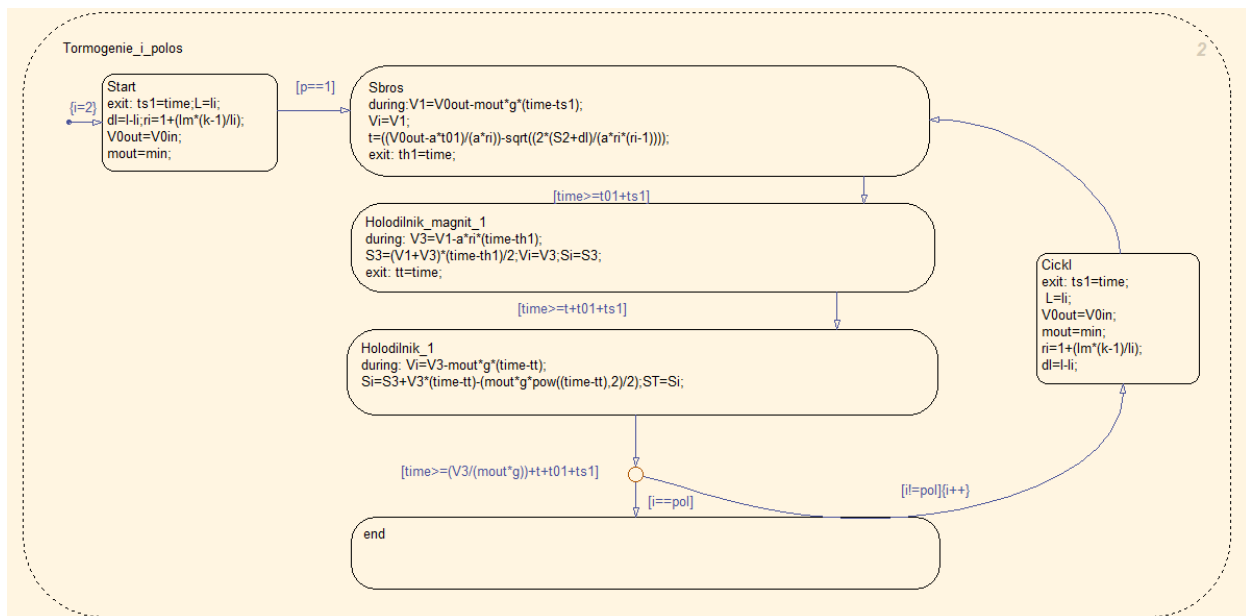 Tormogenie_i_polos
2
{i=2}
Start
exit: ts1=time;L=li;
dl=l-li;ri=1+(lm*(k-1)/li);
V0out=V0in;
mout=min;
[p==1]
Sbros
during:V1=V0out-mout*g*(time-ts1);
Vi=V1;
t=((V0out-a*t01)/(a*ri))-sqrt((2*(S2+dl)/(a*ri*(ri-1))));
exit: th1=time;
[time>=t01+ts1]
Holodilnik_magnit_1
during: V3=V1-a*ri*(time-th1);
S3=(V1+V3)*(time-th1)/2;Vi=V3;Si=S3;
exit: tt=time;
[time>=t+t01+ts1]
Holodilnik_1
during: Vi=V3-mout*g*(time-tt);
Si=S3+V3*(time-tt)-(mout*g*pow((time-tt),2)/2);ST=Si;
Cickl
exit: ts1=time;
L=li;
V0out=V0in;
mout=min;
ri=1+(lm*(k-1)/li);
dl=l-li;
[time>=(V3/(mout*g))+t+t01+ts1]
[i==pol]
[i!=pol]{i++}
end